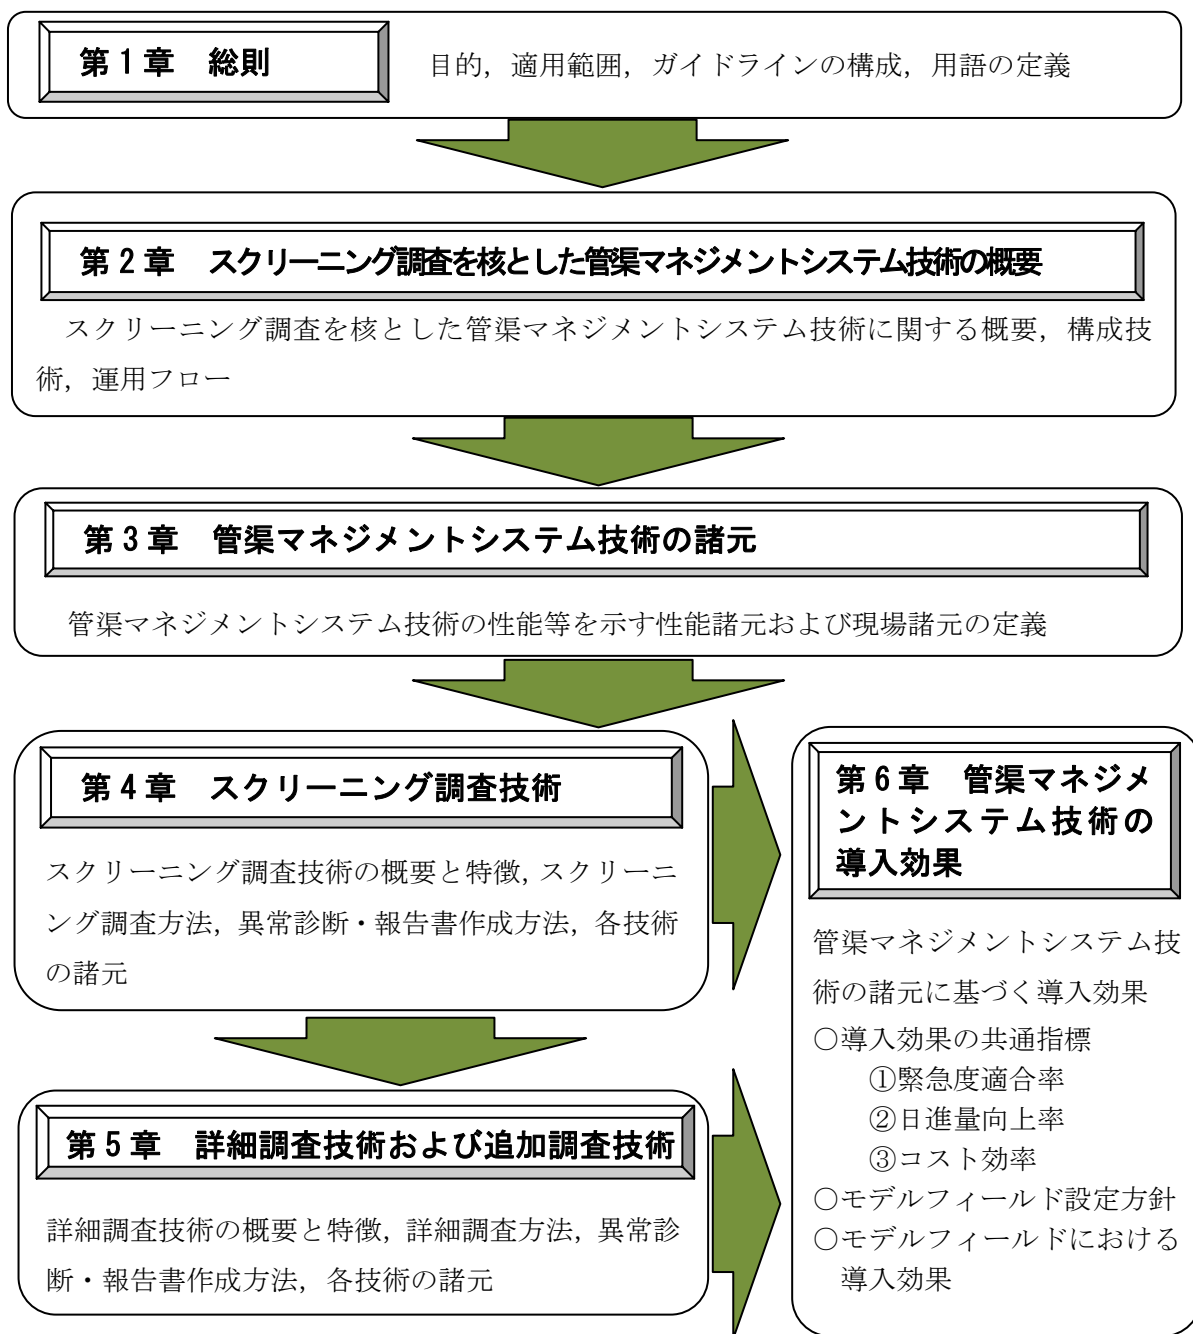 第１章　総則
目的，適用範囲，ガイドラインの構成，用語の定義
第２章　スクリーニング調査を核とした管渠マネジメントシステム技術の概要
スクリーニング調査を核とした管渠マネジメントシステム技術に関する概要，構成技
術，運用フロー
第３章　管渠マネジメントシステム技術の諸元
管渠マネジメントシステム技術の性能等を示す性能諸元および現場諸元の定義
第４章　スクリーニング調査技術
スクリーニング調査技術の概要と特徴，スクリーニ
ング調査方法，異常診断・報告書作成方法，各技術
の諸元
第５章　詳細調査技術および追加調査技術
詳細調査技術の概要と特徴，詳細調査方法，異常診
断・報告書作成方法，各技術の諸元
第６章　管渠マネジメ
ントシステム技術の
導入効果
管渠マネジメントシステム技
術の諸元に基づく導入効果
○導入効果の共通指標
①緊急度適合率
②日進量向上率
③コスト効率
○モデルフィールド設定方針
○モデルフィールドにおける
導入効果